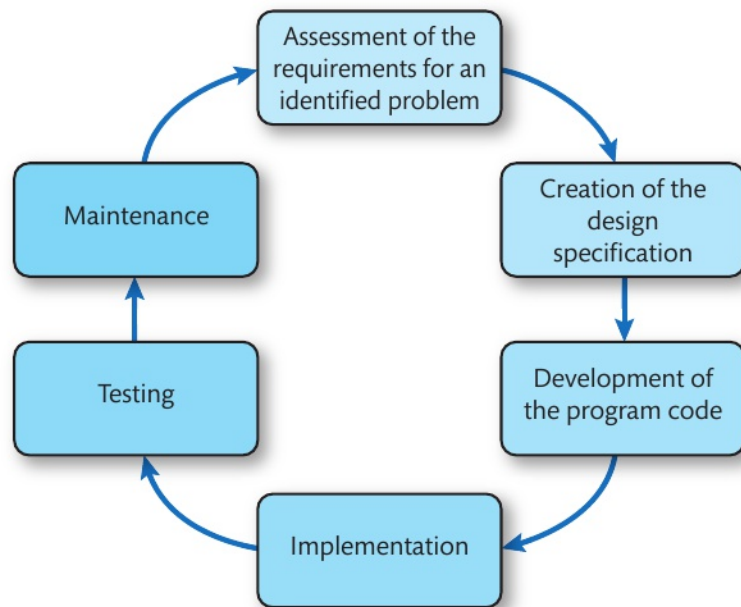 Assessment of the
requirements for an
identified problem
Creation of the
design
specification
Development of
the program code
Implementation
Testing
Maintenance